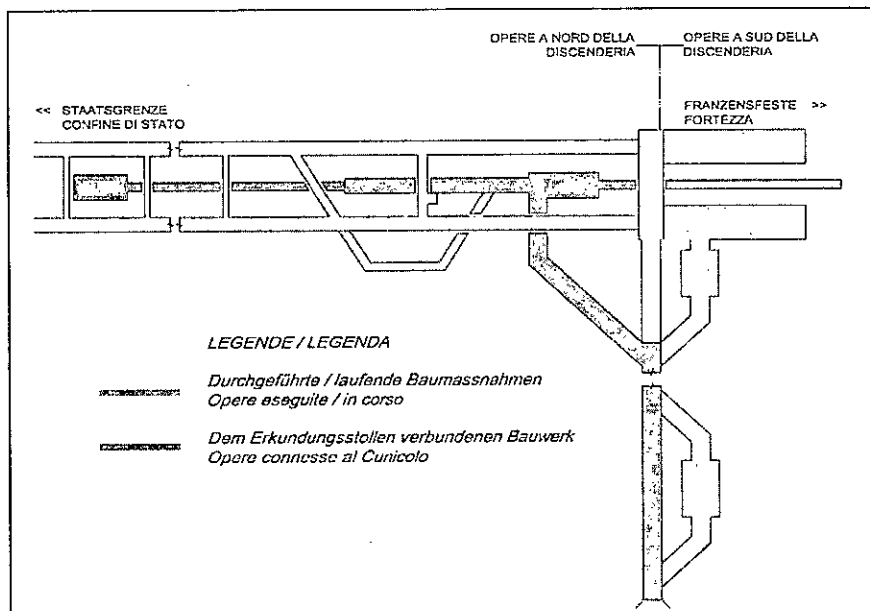 OPERE A NORD DELLA
DISCENDERIA
OPERE A SUD DELLA
DISCENDERIA
<< STAATSGRENZE
CONFINE DI STATO
FRANZENSFESTE >>
FORTEZZA
LEGENDE / LEGENDA
Durchgeführte / laufende Baumassnahmen
Opere eseguite / in corso
Dem Erkundungsstollen verbundenen Bauwerk
Opere connesse al Cunicolo